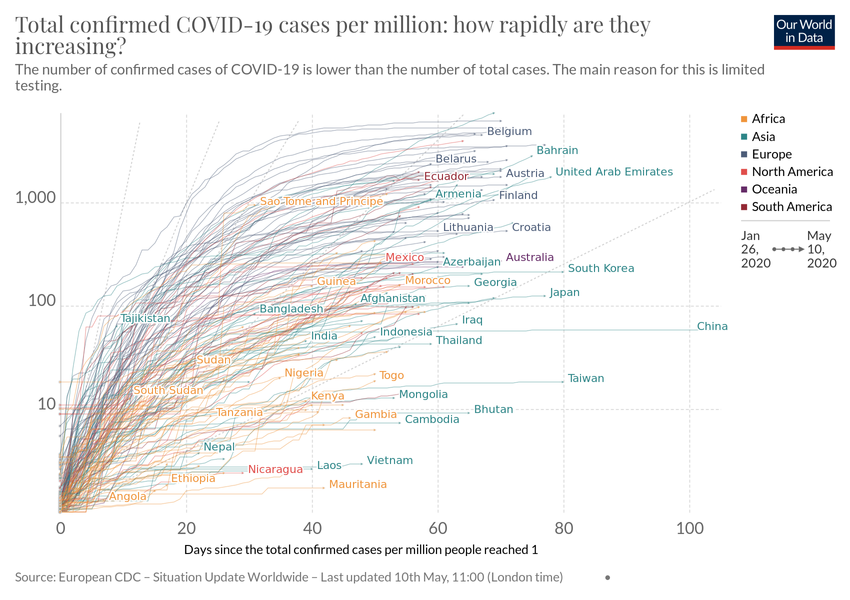 Total confirmed COVID-19 cases per million: how rapidly are they
increasing?
Our World
in Data
The number of confirmed cases of COVID-19 is lower than the number of total cases. The main reason for this is limited
testing.
Africa
Asia
Europe
North America
Oceania
South America
Jan
26,
2020
May
10,
2020
1,000
100
10
Belgium
Bahrain
Belarus
United Arab Emirates
Ecuador
Austria
Armenia
Finland
Sao Tome and Principe
Lithuania
Croatia
Mexico
Azerbaijan
Australia
South Korea
Guinea
Morocco
Georgia
Afghanistan
Japan
Bangladesh
Tajikistan
Iraq
China
India
Indonesia
Thailand
Sudan
Nigeria
Togo
Taiwan
South Sudan
Kenya
Mongolia
Tanzania
Gambia
Bhutan
Cambodia
Nepal
Nicaragua
Laos
Vietnam
Ethiopia
Mauritania
Angola
0
20
40
60
80
100
Days since the total confirmed cases per million people reached 1
Source: European CDC – Situation Update Worldwide – Last updated 10th May, 11:00 (London time)